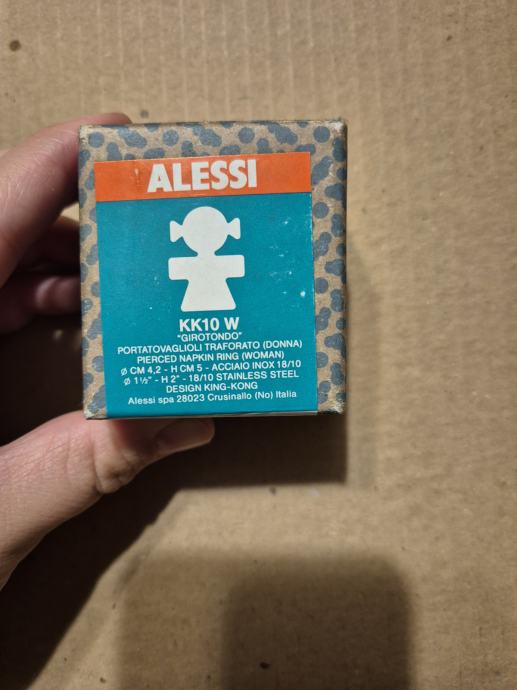 ALESSI
KK10 W
"GIROTONDO"
PORTATOVAGLIOLI TRAFORATO (DONNA)
PIERCED NAPKIN RING (WOMAN)
Ø CM 4,2 - H CM 5 - ACCIAIO INOX 18/10
Ø 1½" - H 2" - 18/10 STAINLESS STEEL
DESIGN KING-KONG
Alessi spa 28023 Crusinallo (No) Italia